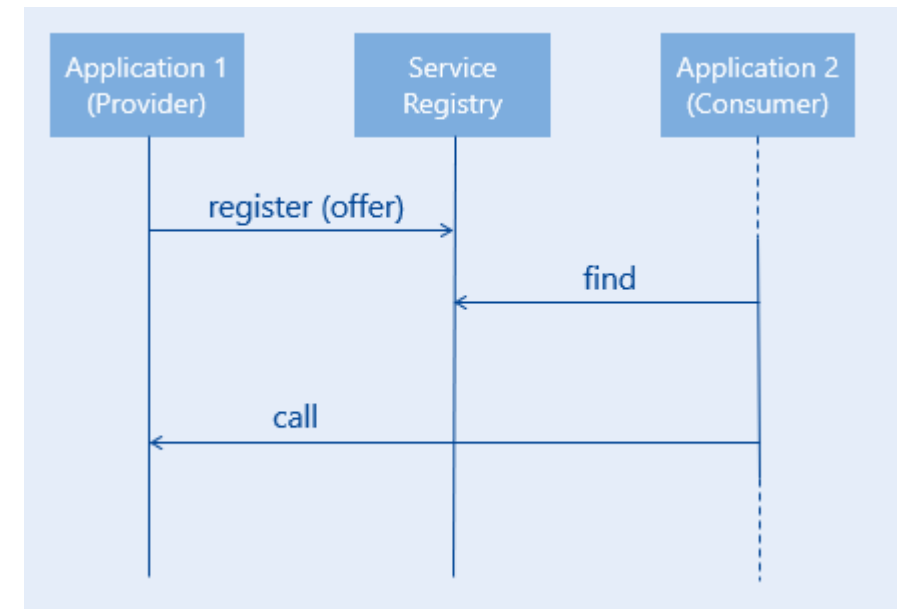 Application 1
(Provider)
Service
Registry
Application 2
(Consumer)
register (offer)
find
call